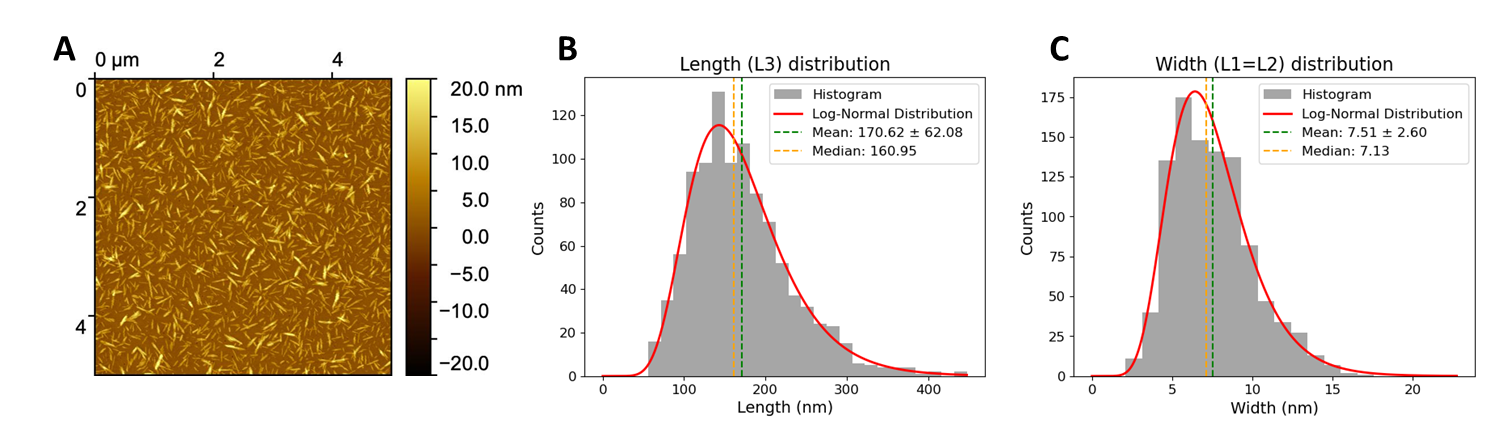 A
0 μm 2 4
0
2
4
20.0 nm
15.0
10.0
5.0
0.0
−5.0
−10.0
−20.0
B
Length (L3) distribution
Histogram
Log-Normal Distribution
Mean: 170.62 ± 62.08
Median: 160.95
120
100
80
60
40
20
0
Counts
0 100 200 300 400
Length (nm)
C
Width (L1=L2) distribution
Histogram
Log-Normal Distribution
Mean: 7.51 ± 2.60
Median: 7.13
175
150
125
100
75
50
25
0
Counts
0 5 10 15 20
Width (nm)